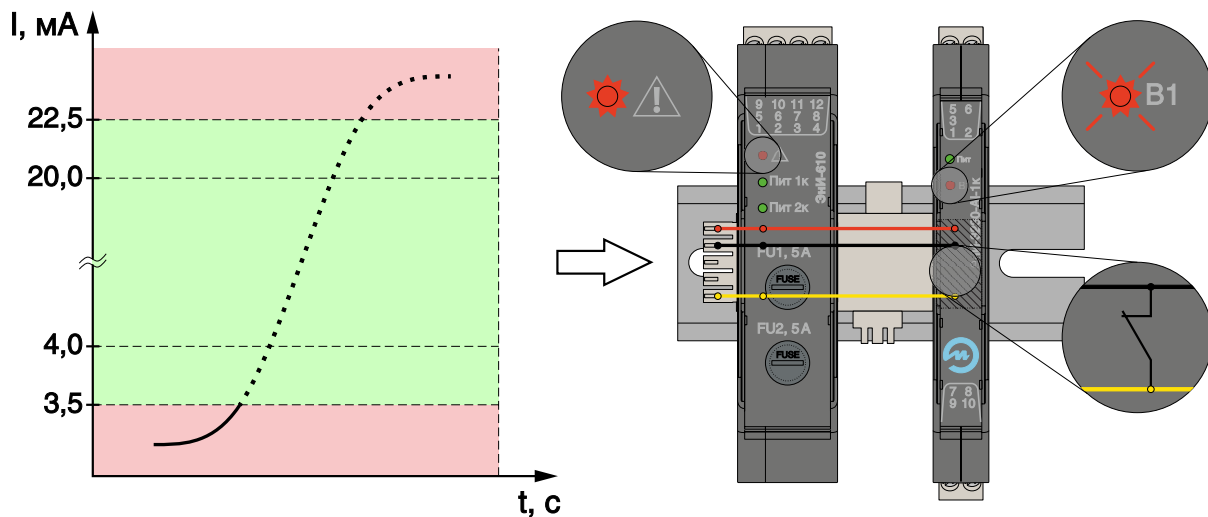 I, мА
22,5
20,0
4,0
3,5
t, с
9 10 11 12
5 6 7 8
1 2 3 4
ЭнИ-610
Пит 1к
Пит 2к
FU1, 5A
FUSE
FU2, 5A
FUSE
5 6
3
1 2
Пит
B1
7 8
9 10